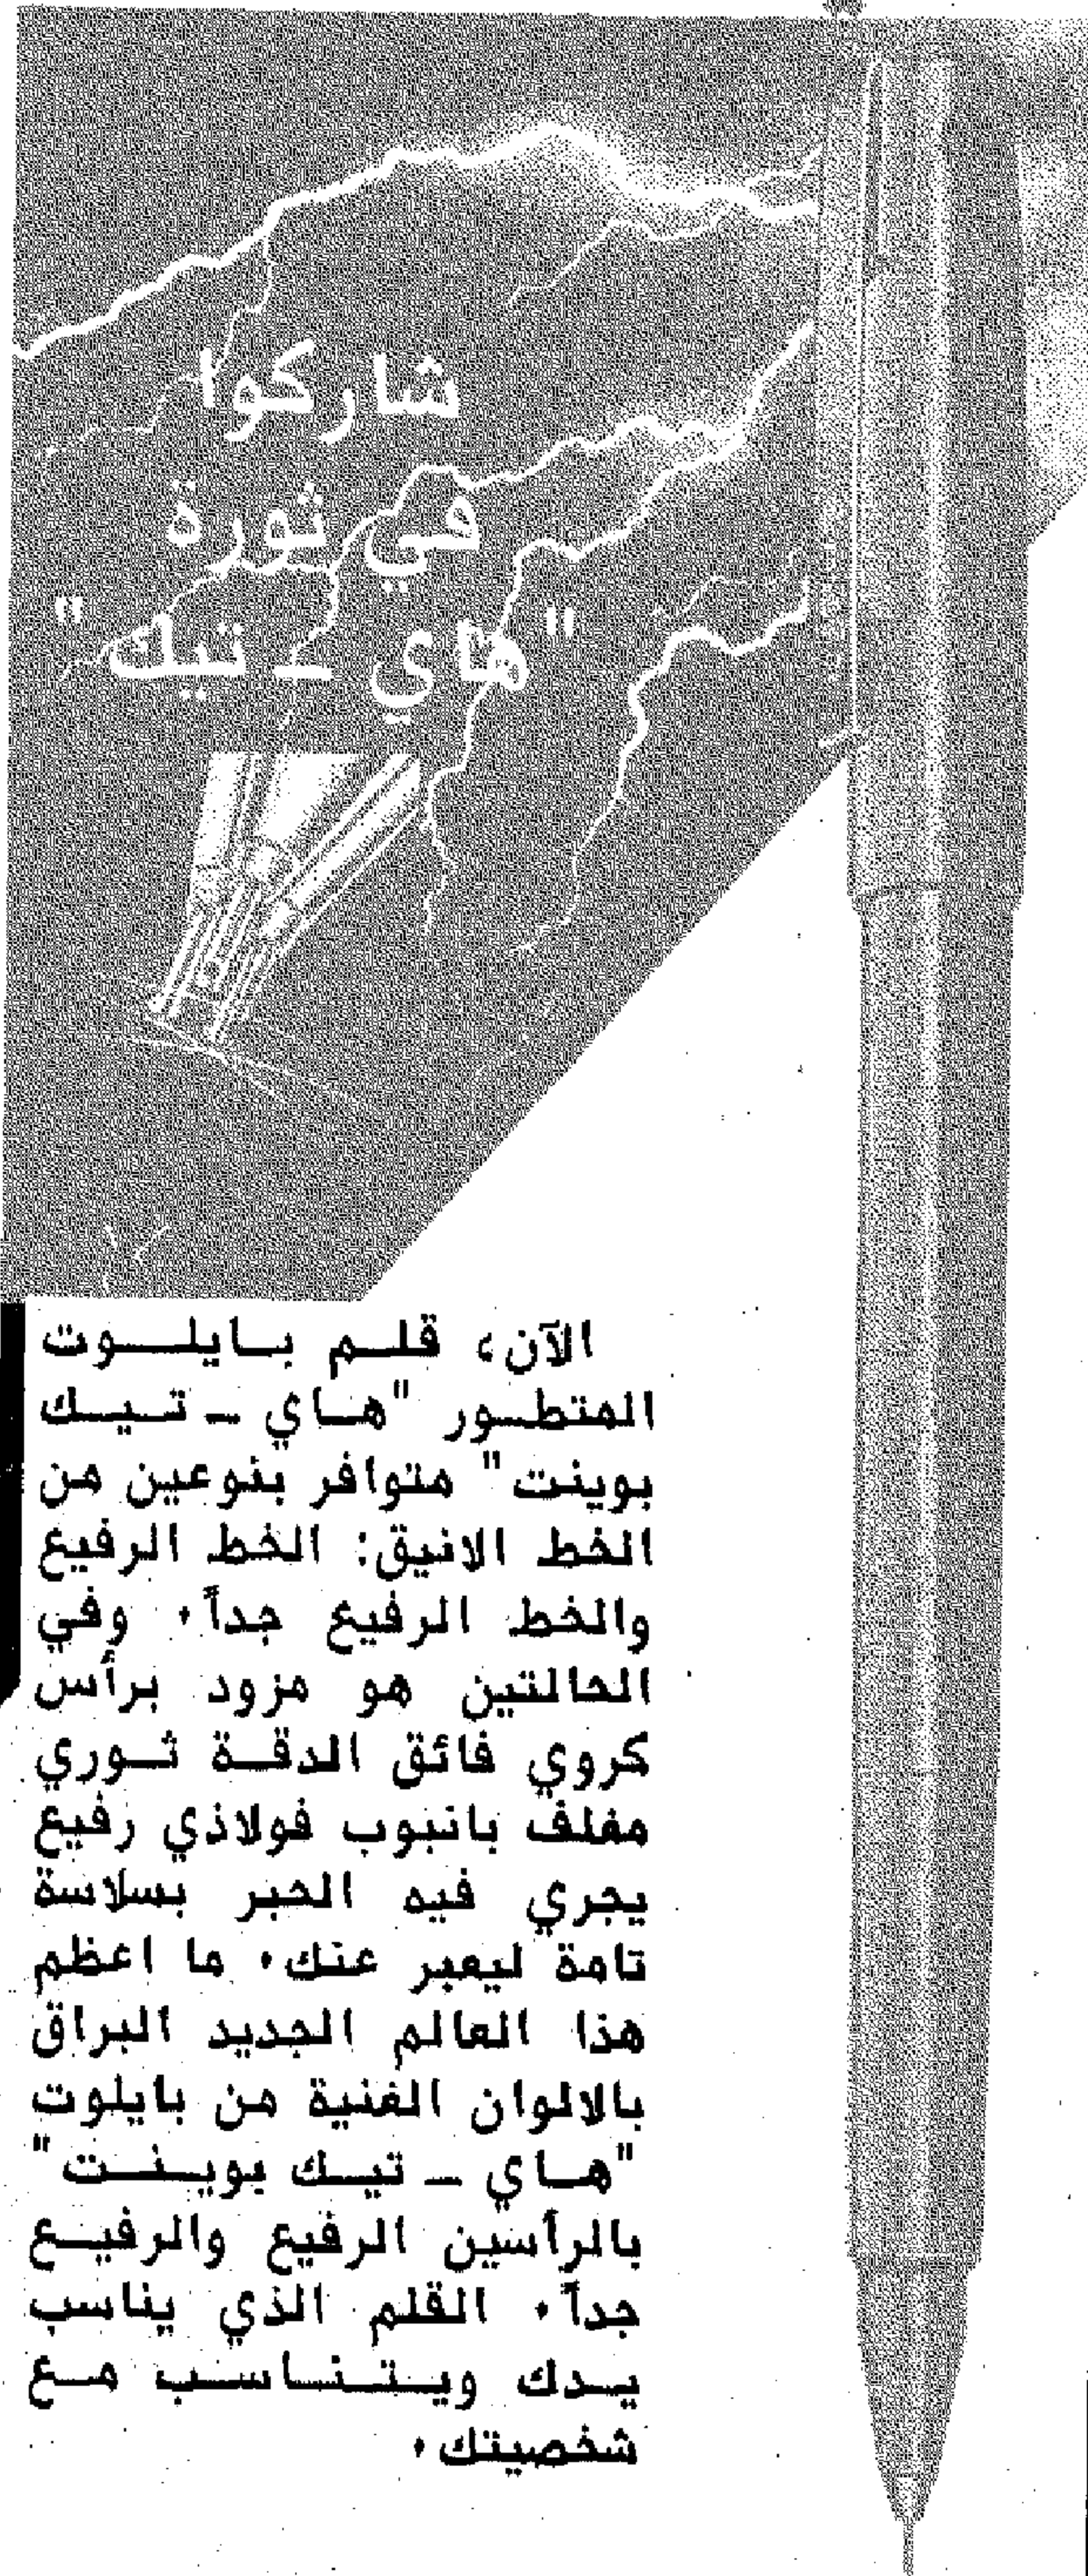 شاركوا
في ثورة
"هاي - تيك"
الآن، قلم بايلوت
المتطور "هاي - تيك
بوينت" متوافر بنوعين من
الخط الانيق: الخط الرفيع
والخط الرفيع جداً. وفي
الحالتين هو مزود برأس
كروي فائق الدقة ثوري
مغلف بانبوب فولاذي رفيع
يجري فيه الحبر بسلاسة
تامة ليعبر عنك. ما اعظم
هذا العالم الجديد البراق
بالالوان الغنية من بايلوت
"هاي - تيك بوينت"
بالرأسين الرفيع والرفيع
جداً. القلم الذي يناسب
يدك ويتناسب مع
شخصيتك.